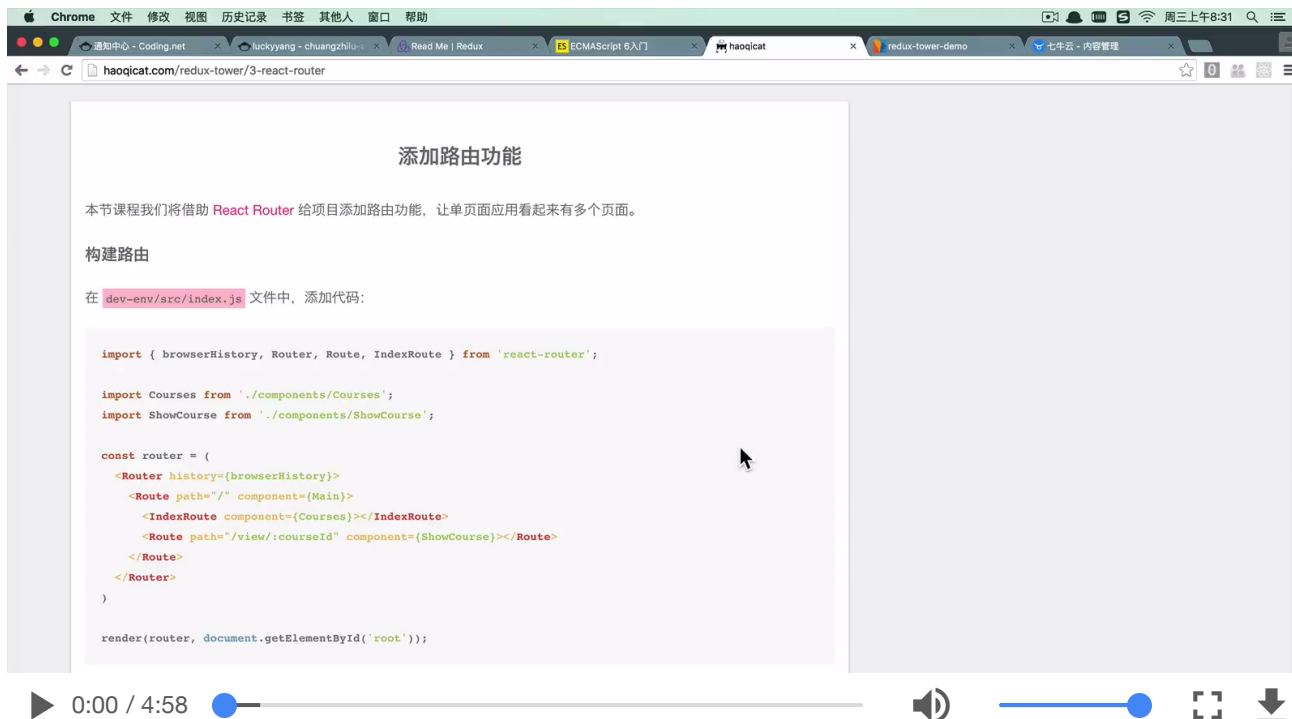 Chrome 文件 修改 视图 历史记录 书签 其他人 窗口 帮助 周三上午8:31
通知中心 - Coding.net luckyyang - chuangzhilu- Read Me | Redux ES ECMAScript 6入门 haoqicat redux-tower-demo 七牛云 - 内容管理
haoqicat.com/redux-tower/3-react-router
添加路由功能
本节课程我们将借助 React Router 给项目添加路由功能，让单页面应用看起来有多个页面。
构建路由
在 dev-env/src/index.js 文件中，添加代码：
import { browserHistory, Router, Route, IndexRoute } from 'react-router';
import Courses from './components/Courses';
import ShowCourse from './components/ShowCourse';
const router = (
<Router history={browserHistory}>
<Route path="/" component={Main}>
<IndexRoute component={Courses}></IndexRoute>
<Route path="/view/:courseId" component={ShowCourse}></Route>
</Route>
</Router>
)
render(router, document.getElementById('root'));
0:00 / 4:58